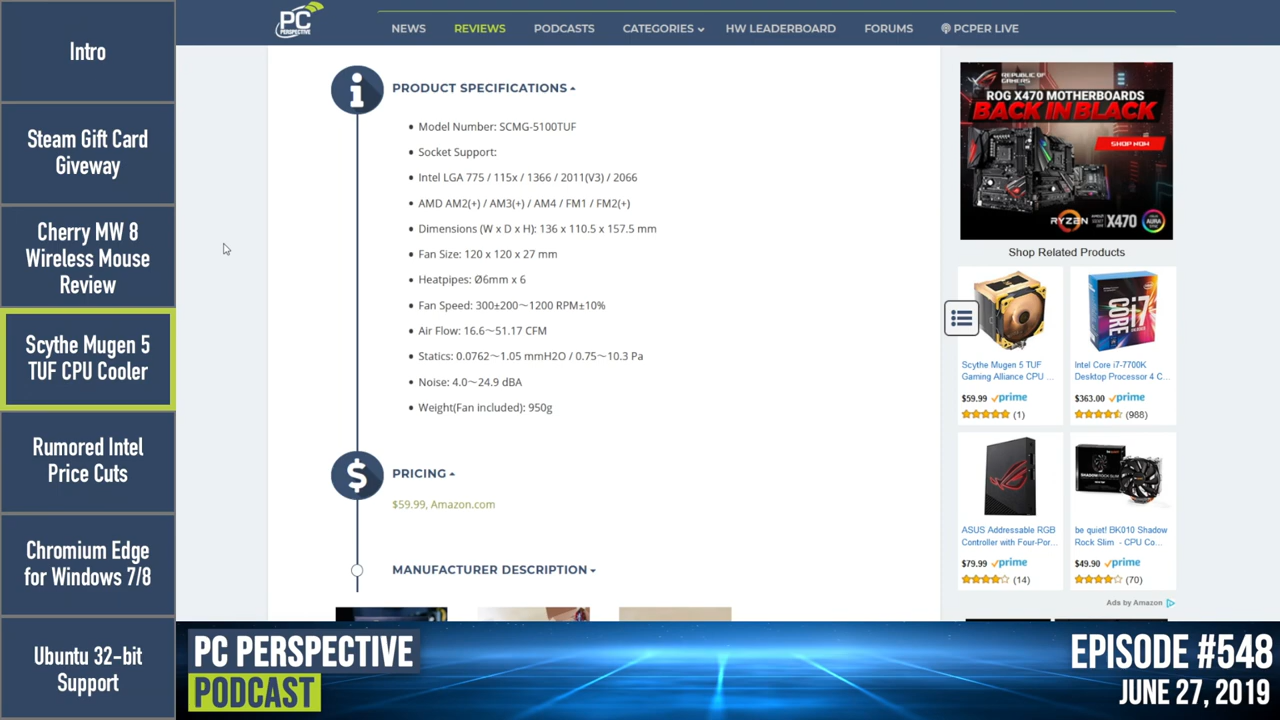 Intro
Steam Gift Card
Giveway
Cherry MW 8
Wireless Mouse
Review
Scythe Mugen 5
TUF CPU Cooler
Rumored Intel
Price Cuts
Chromium Edge
for Windows 7/8
Ubuntu 32-bit
Support
PC
PERSPECTIVE
NEWS
REVIEWS
PODCASTS
CATEGORIES
HW LEADERBOARD
FORUMS
PCPER LIVE
PRODUCT SPECIFICATIONS
Model Number: SCMG-5100TUF
Socket Support:
Intel LGA 775 / 115x / 1366 / 2011(V3) / 2066
AMD AM2(+) / AM3(+) / AM4 / FM1 / FM2(+)
Dimensions (W x D x H): 136 x 110.5 x 157.5 mm
Fan Size: 120 x 120 x 27 mm
Heatpipes: Ø6mm x 6
Fan Speed: 300±200～1200 RPM±10%
Air Flow: 16.6～51.17 CFM
Statics: 0.0762～1.05 mmH2O / 0.75～10.3 Pa
Noise: 4.0～24.9 dBA
Weight(Fan included): 950g
$
PRICING
$59.99, Amazon.com
MANUFACTURER DESCRIPTION
REPUBLIC OF
GAMERS
ROG X470 MOTHERBOARDS
BACK IN BLACK
SHOP NOW
RYZEN
AM4
X470
AURA
Shop Related Products
Scythe Mugen 5 TUF
Gaming Alliance CPU ...
$59.99 prime
(1)
CORE i7
Intel Core i7-7700K
Desktop Processor 4 C...
$363.00 prime
(988)
ASUS Addressable RGB
Controller with Four-Por...
$79.99 prime
(14)
be quiet! BK010 Shadow
Rock Slim - CPU Co...
$49.90 prime
(70)
Ads by Amazon
PC PERSPECTIVE
PODCAST
EPISODE #548
JUNE 27, 2019